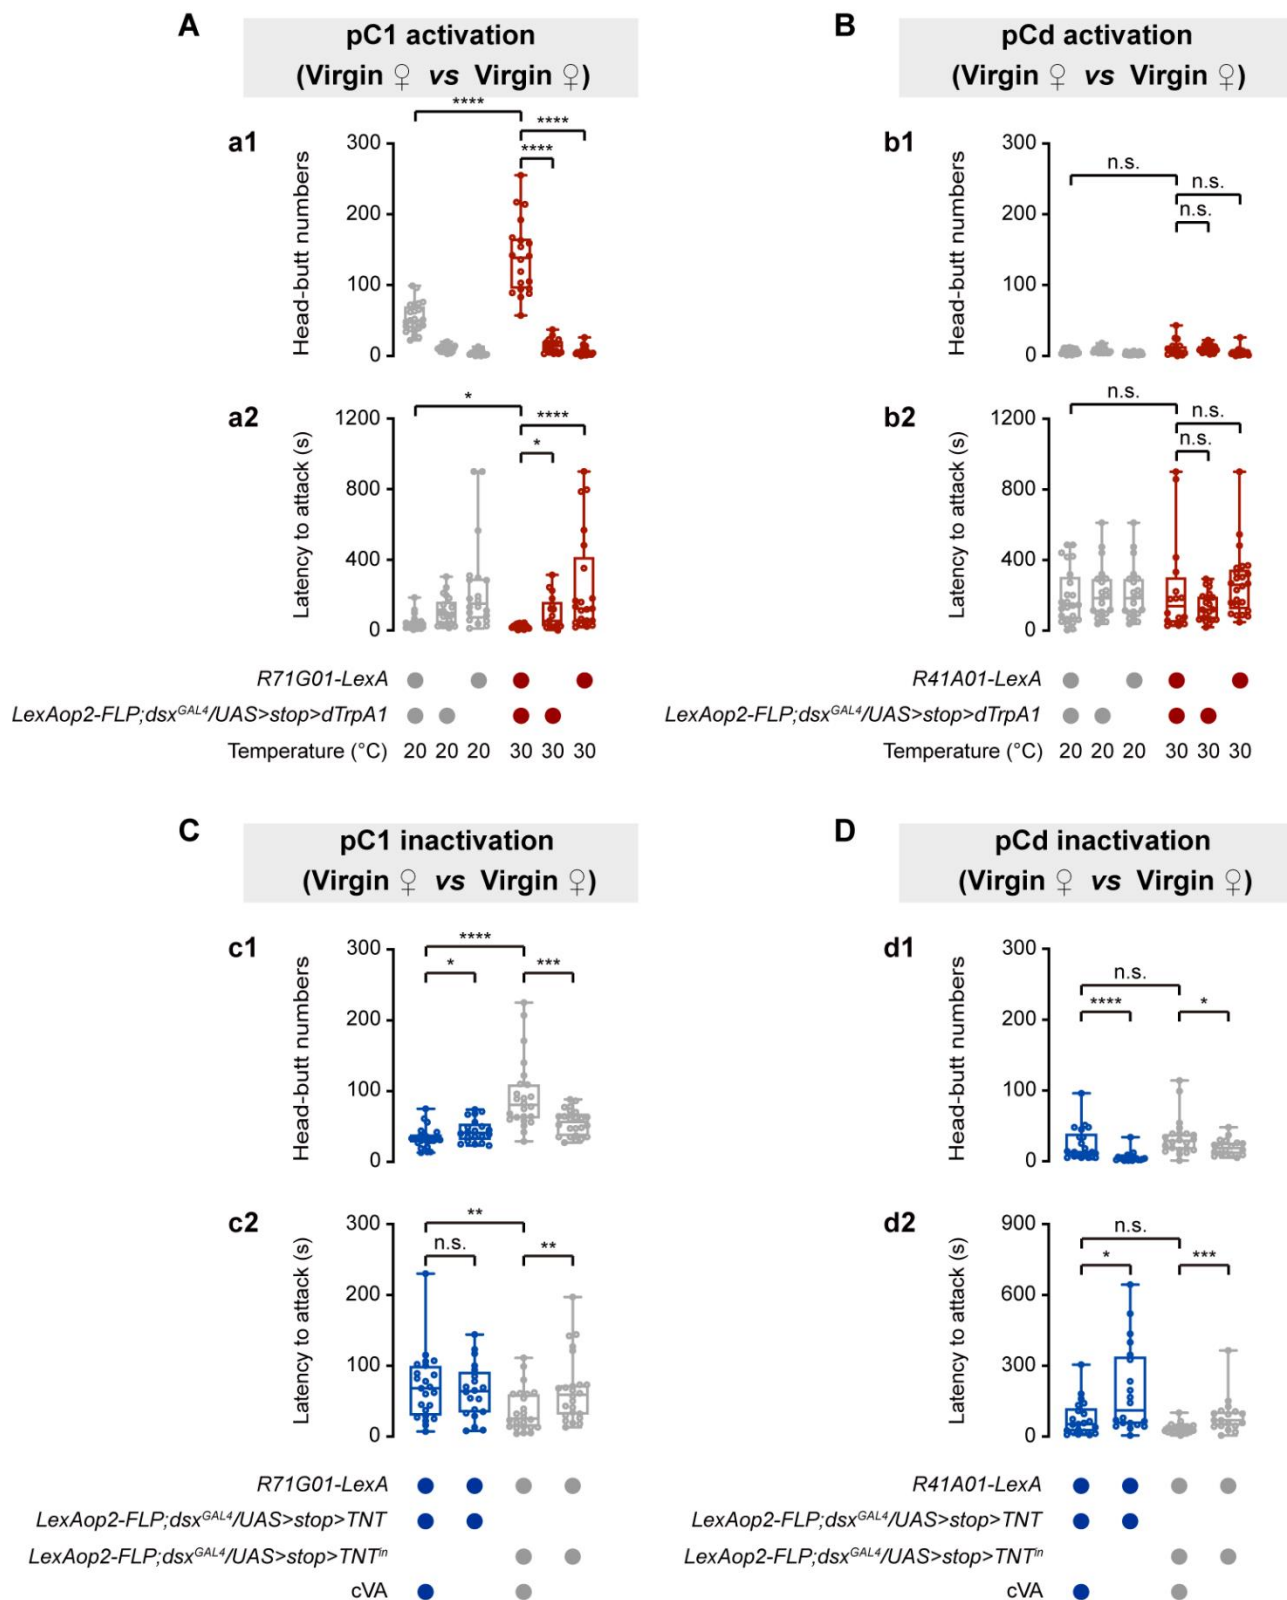 A
pC1 activation
(Virgin ♀ vs Virgin ♀)
a1
Head-butt numbers
300
200
100
0
****
****
****
a2
Latency to attack (s)
1200
800
400
0
*
****
*
R71G01-LexA
LexAop2-FLP;dsxGAL4/UAS>stop>dTrpA1
Temperature (°C) 20 20 20 30 30 30
B
pCd activation
(Virgin ♀ vs Virgin ♀)
b1
Head-butt numbers
300
200
100
0
n.s.
n.s.
n.s.
b2
Latency to attack (s)
1200
800
400
0
n.s.
n.s.
n.s.
R41A01-LexA
LexAop2-FLP;dsxGAL4/UAS>stop>dTrpA1
Temperature (°C) 20 20 20 30 30 30
C
pC1 inactivation
(Virgin ♀ vs Virgin ♀)
c1
Head-butt numbers
300
200
100
0
****
*
***
c2
Latency to attack (s)
300
200
100
0
**
n.s.
**
R71G01-LexA
LexAop2-FLP;dsxGAL4/UAS>stop>TNT
LexAop2-FLP;dsxGAL4/UAS>stop>TNTin
cVA
D
pCd inactivation
(Virgin ♀ vs Virgin ♀)
d1
Head-butt numbers
300
200
100
0
n.s.
****
*
d2
Latency to attack (s)
900
600
300
0
n.s.
*
***
R41A01-LexA
LexAop2-FLP;dsxGAL4/UAS>stop>TNT
LexAop2-FLP;dsxGAL4/UAS>stop>TNTin
cVA